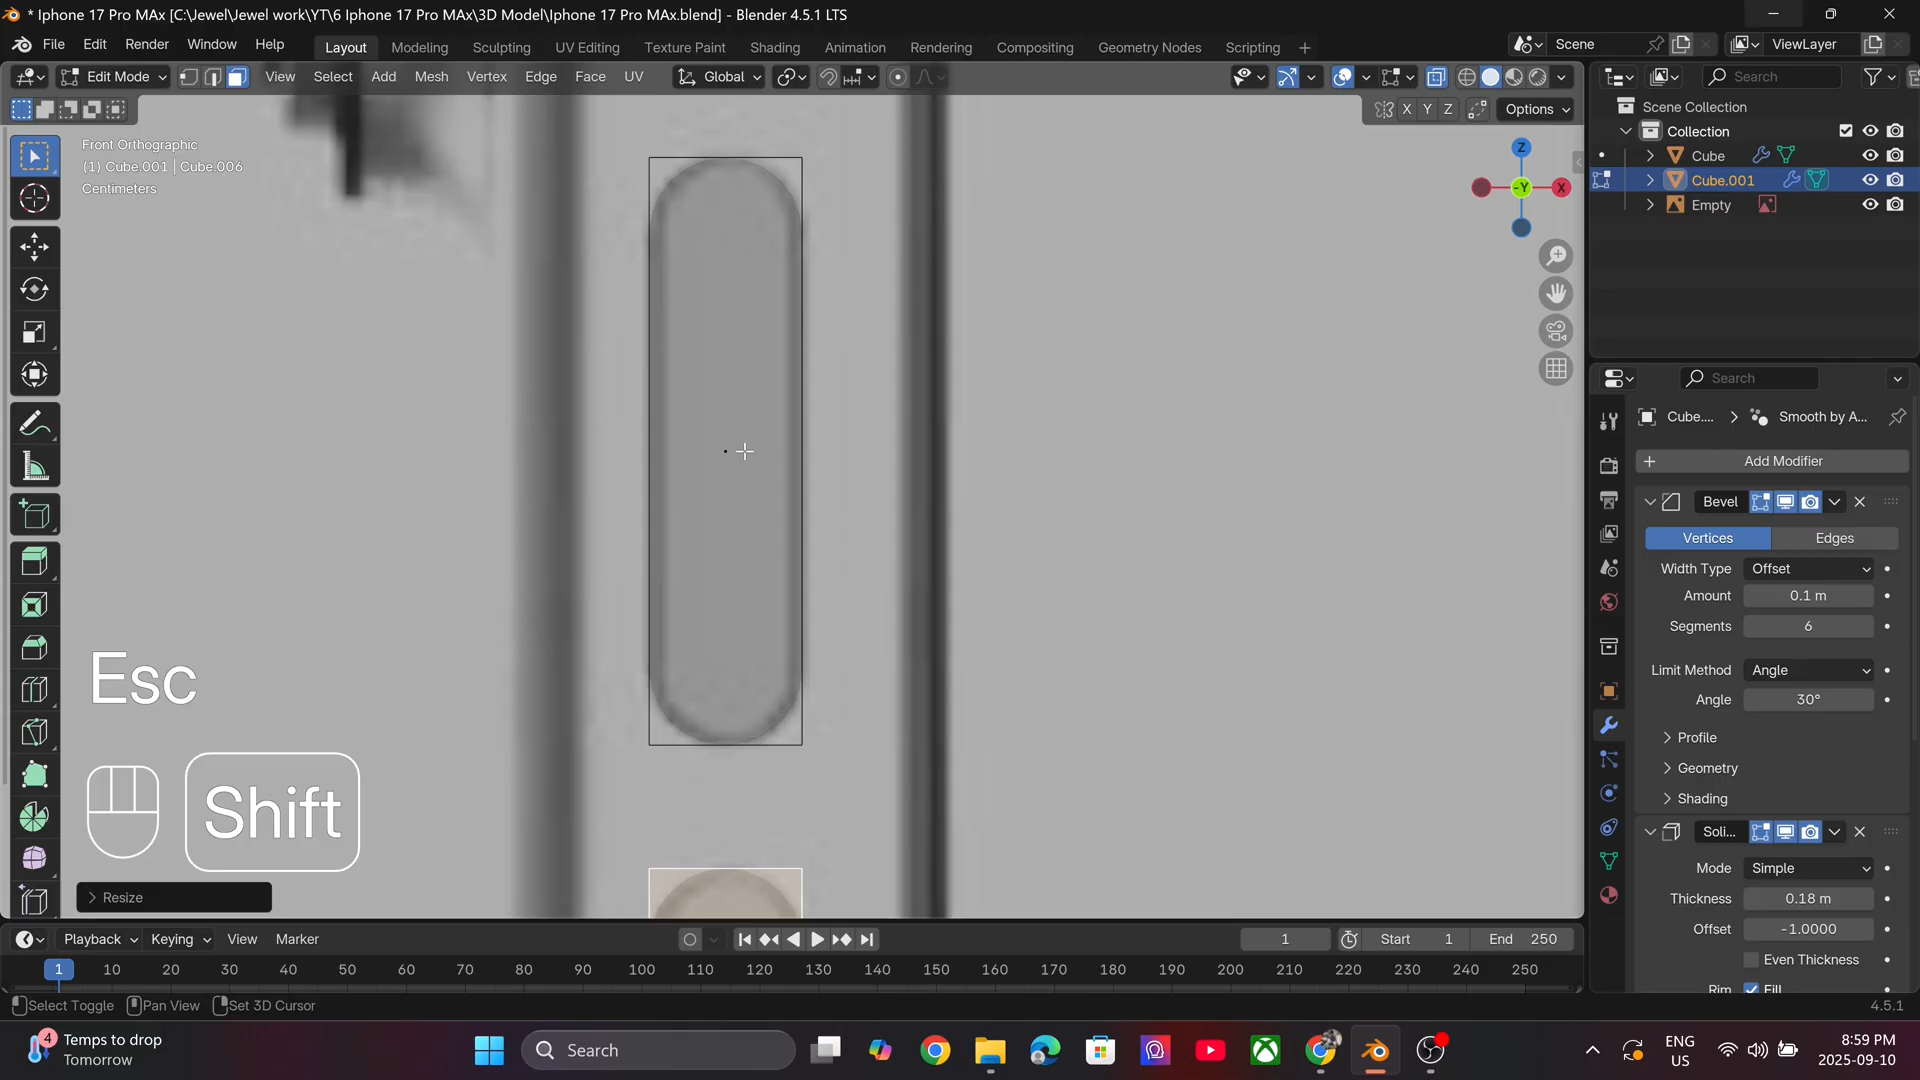 * Iphone 17 Pro MAx [C:\Jewel\Jewel work\YT\6 Iphone 17 Pro MAx\3D Model\Iphone 17 Pro MAx.blend] - Blender 4.5.1 LTS
File Edit Render Window Help Layout Modeling Sculpting UV Editing Texture Paint Shading Animation Rendering Compositing Geometry Nodes Scripting Scene ViewLayer
Edit Mode View Select Add Mesh Vertex Edge Face UV Global Search
X Y Z Options
Scene Collection
Collection
Cube
Cube.001
Empty
Front Orthographic
(1) Cube.001 | Cube.006
Centimeters
Z
-Y
X
Search
Cube.... Smooth by A...
Add Modifier
Bevel
Vertices Edges
Width Type Offset
Amount 0.1 m
Segments 6
Limit Method Angle
Angle 30°
Profile
Geometry
Shading
Soli...
Mode Simple
Thickness 0.18 m
Offset -1.0000
Even Thickness
Rim Fill
Esc
Shift
Resize
Playback Keying View Marker 1 Start 1 End 250
1 10 20 30 40 50 60 70 80 90 100 110 120 130 140 150 160 170 180 190 200 210 220 230 240 250
Select Toggle Pan View Set 3D Cursor 4.5.1
4 Temps to drop
Tomorrow
Search
ENG
US
8:59 PM
2025-09-10